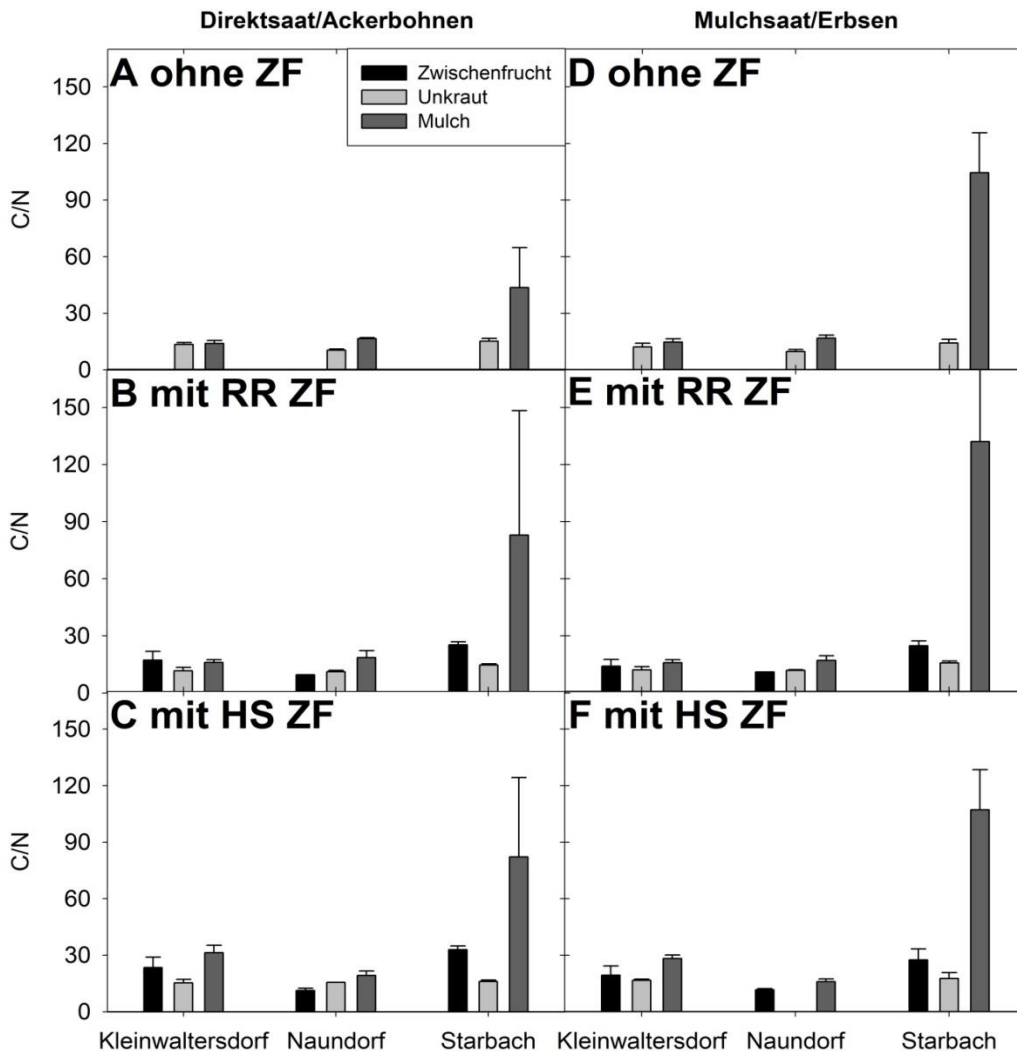 Direktsaat/Ackerbohnen
Mulchsaat/Erbsen
A ohne ZF
Zwischenfrucht
Unkraut
Mulch
D ohne ZF
150
120
90
60
30
0
C/N
B mit RR ZF
E mit RR ZF
150
120
90
60
30
0
C/N
C mit HS ZF
F mit HS ZF
150
120
90
60
30
0
C/N
Kleinwaltersdorf Naundorf Starbach Kleinwaltersdorf Naundorf Starbach